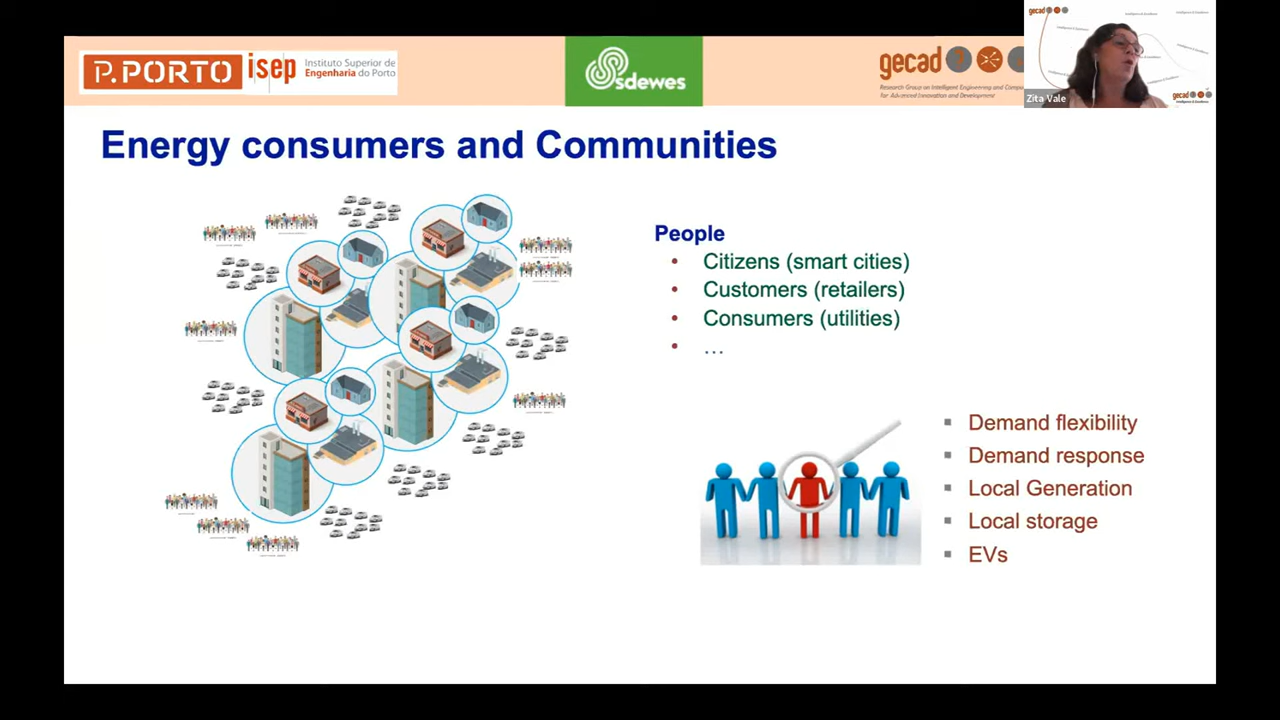 P.PORTO
isep
Instituto Superior de
Engenharia do Porto
sdewes
gecad
Research Group on Intelligent Engineering and
for Advanced Innovation and Development
gecad
gecad
Zita Vale
Energy consumers and Communities
People
• Citizens (smart cities)
• Customers (retailers)
• Consumers (utilities)
• …
Demand flexibility
Demand response
Local Generation
Local storage
EVs